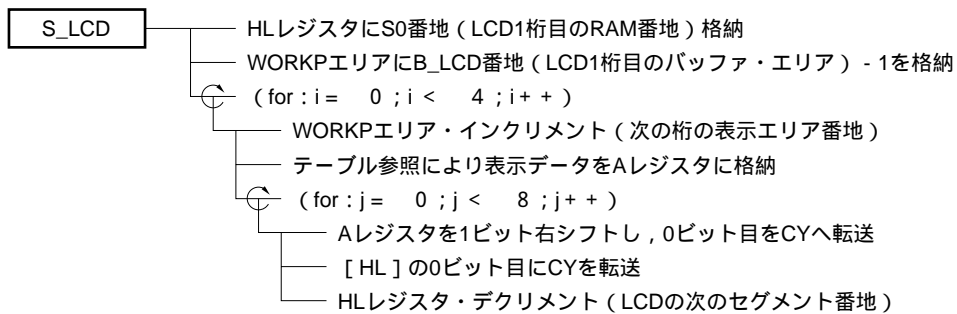 S_LCD
HLレジスタにS0番地（LCD1桁目のRAM番地）格納
WORKPエリアにB_LCD番地（LCD1桁目のバッファ・エリア）- 1を格納
（for：i = 0；i < 4；i + +）
WORKPエリア・インクリメント（次の桁の表示エリア番地）
テーブル参照により表示データをAレジスタに格納
（for：j = 0；j < 8；j + +）
Aレジスタを1ビット右シフトし，0ビット目をCYへ転送
［HL］の0ビット目にCYを転送
HLレジスタ・デクリメント（LCDの次のセグメント番地）